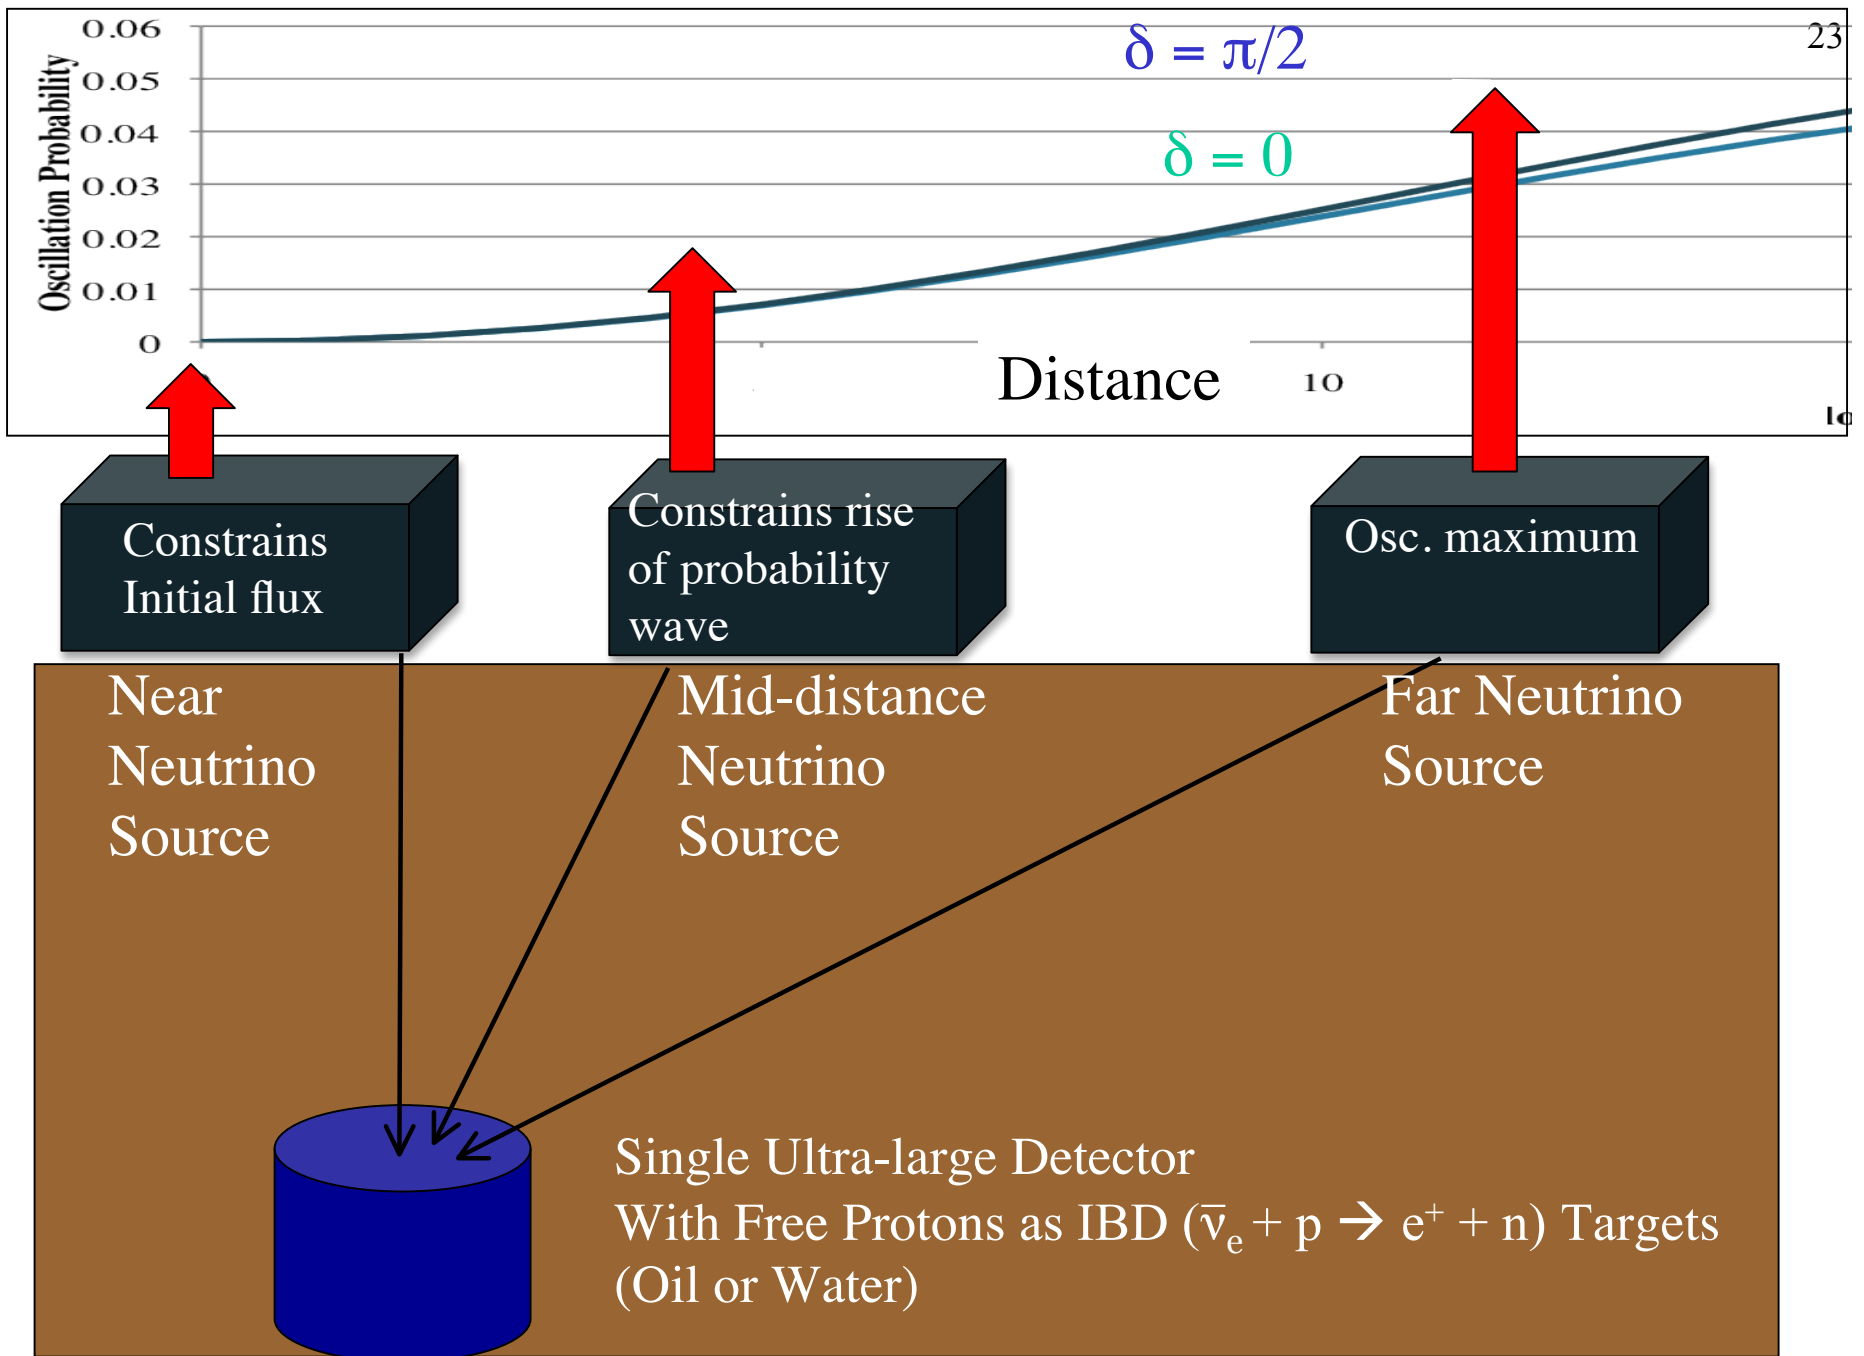 0.06
0.05
0.04
0.03
0.02
0.01
0
Oscillation Probability
δ = π/2
δ = 0
23
Distance
10
Constrains
Initial flux
Constrains rise
of probability
wave
Osc. maximum
Near
Neutrino
Source
Mid-distance
Neutrino
Source
Far Neutrino
Source
Single Ultra-large Detector
With Free Protons as IBD (ν̅ₑ + p → e⁺ + n) Targets
(Oil or Water)